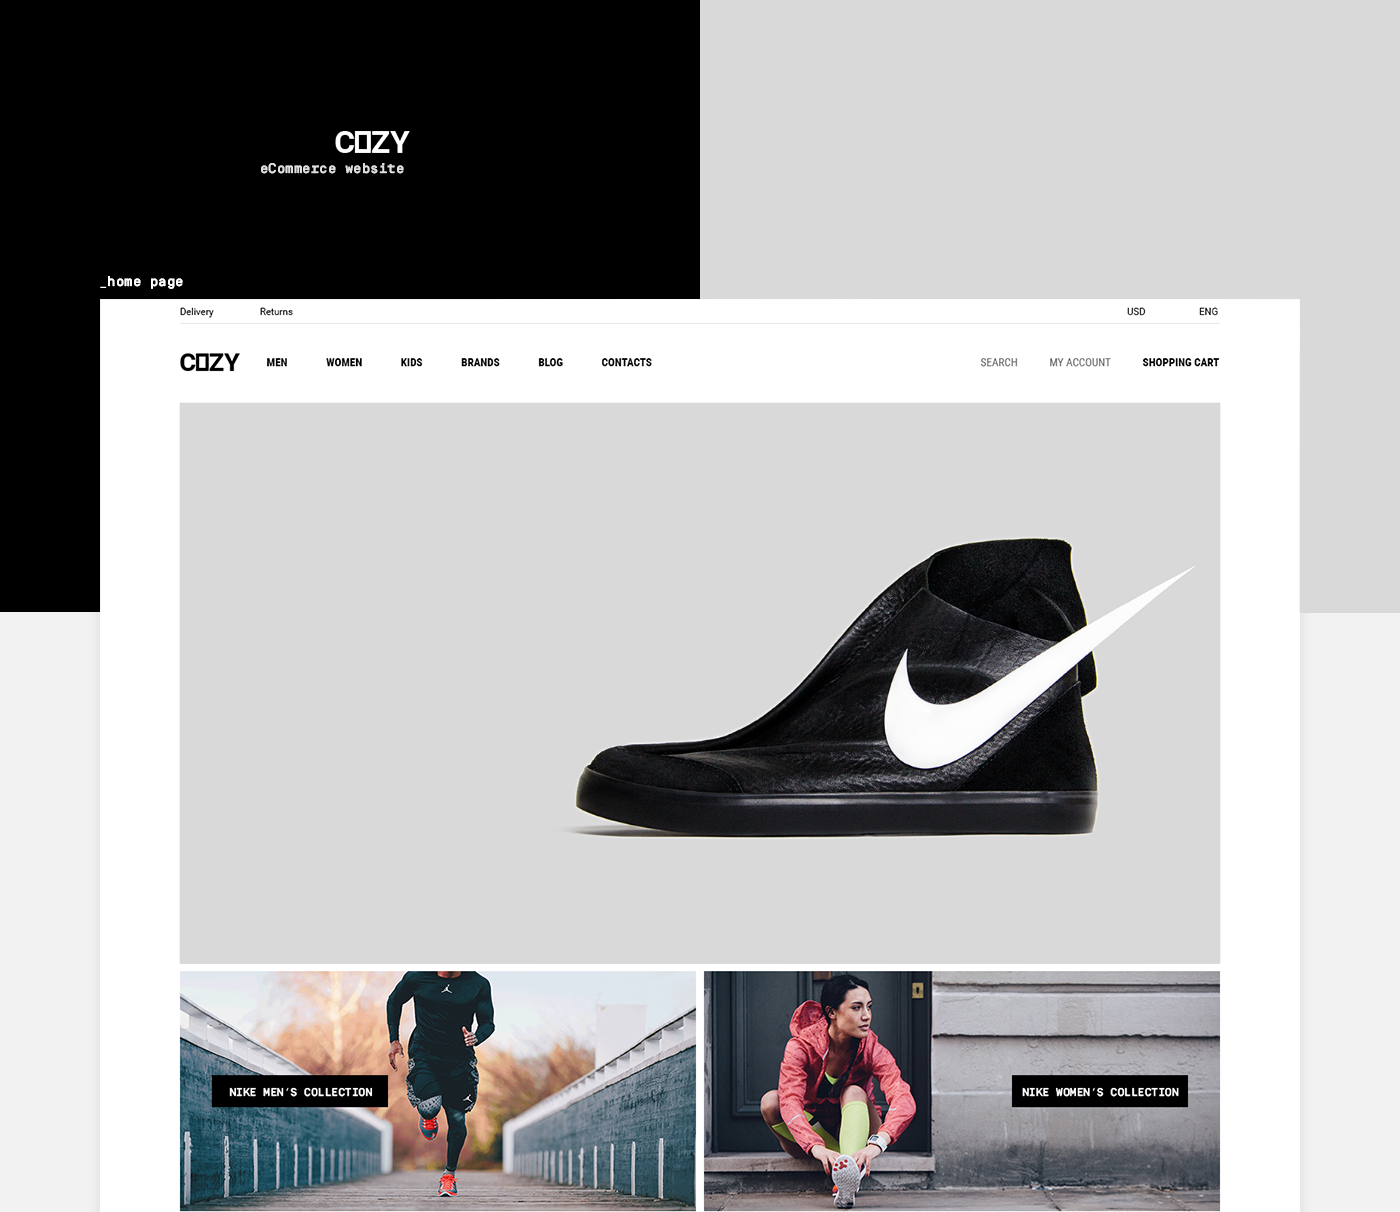 COZY
eCommerce website
_home page
Delivery Returns USD ENG
COZY MEN WOMEN KIDS BRANDS BLOG CONTACTS SEARCH MY ACCOUNT SHOPPING CART
NIKE MEN'S COLLECTION NIKE WOMEN'S COLLECTION